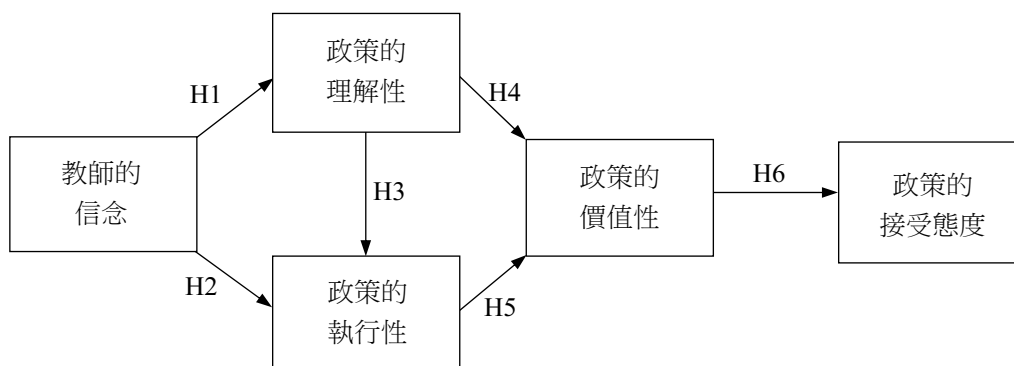 政策的
理解性
H1
H4
教師的
信念
H3
政策的
價值性
H6
政策的
接受態度
H2
政策的
執行性
H5